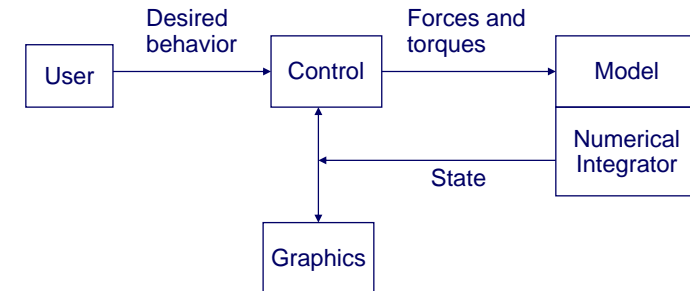 Desired
behavior
Forces and
torques
User
Control
Model
Numerical
Integrator
State
Graphics